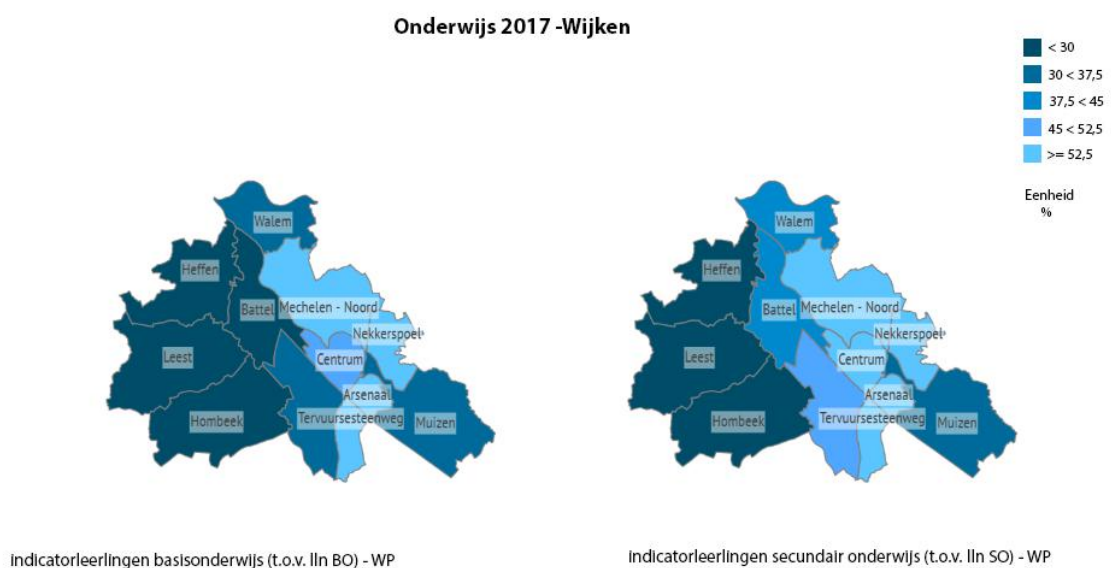 Onderwijs 2017 -Wijken
< 30
30 < 37,5
37,5 < 45
45 < 52,5
>= 52,5
Eenheid
%
Walem
Heffen
Battel
Mechelen - Noord
Nekkerspoel
Leest
Centrum
Arsenaal
Hombeek
Tervuursesteenweg
Muizen
indicatorleerlingen basisonderwijs (t.o.v. lln BO) - WP
Walem
Heffen
Battel
Mechelen - Noord
Nekkerspoel
Leest
Centrum
Arsenaal
Hombeek
Tervuursesteenweg
Muizen
indicatorleerlingen secundair onderwijs (t.o.v. lln SO) - WP